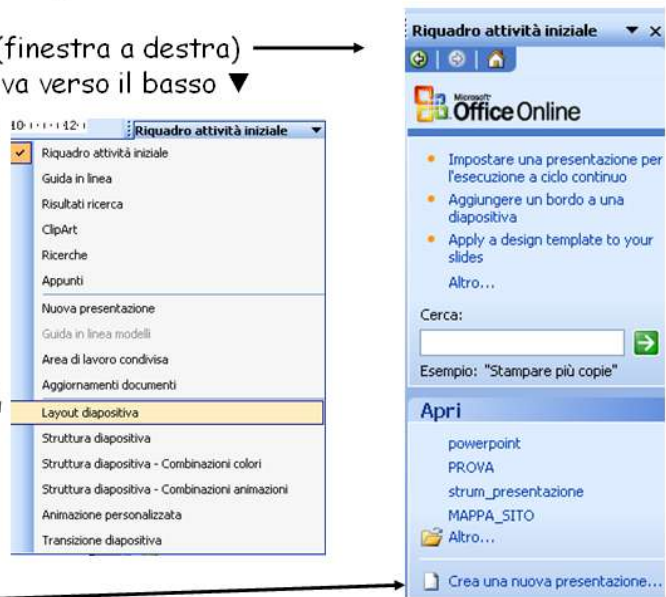 (finestra a destra)
va verso il basso ▼
10 12
Riquadro attività iniziale
Riquadro attività iniziale
Guida in linea
Risultati ricerca
ClipArt
Ricerche
Appunti
Nuova presentazione
Guida in linea modelli
Area di lavoro condivisa
Aggiornamenti documenti
Layout diapositiva
Struttura diapositiva
Struttura diapositiva - Combinazioni colori
Struttura diapositiva - Combinazioni animazioni
Animazione personalizzata
Transizione diapositiva
Riquadro attività iniziale
Microsoft
Office Online
Impostare una presentazione per
l'esecuzione a ciclo continuo
Aggiungere un bordo a una
diapositiva
Apply a design template to your
slides
Altro...
Cerca:
Esempio: "Stampare più copie"
Apri
powerpoint
PROVA
strum_presentazione
MAPPA_SITO
Altro...
Crea una nuova presentazione...